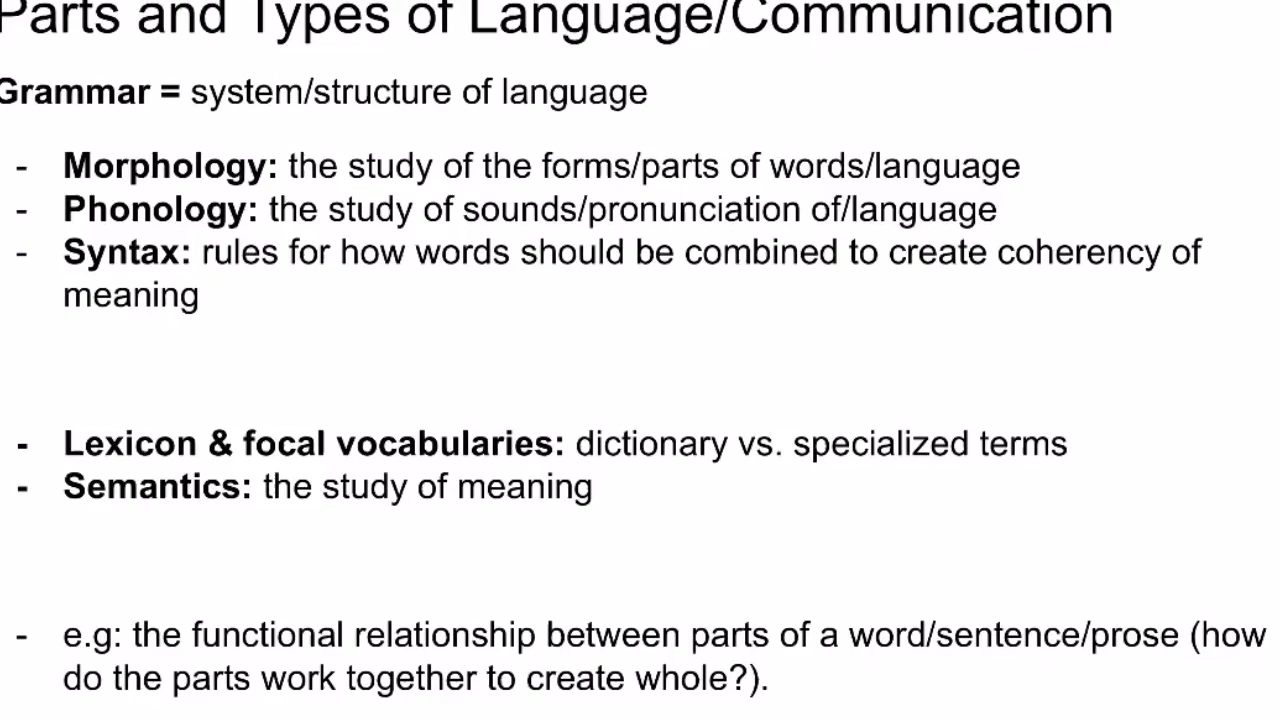 Parts and Types of Language/Communication
Grammar = system/structure of language
- Morphology: the study of the forms/parts of words/language
- Phonology: the study of sounds/pronunciation of/language
- Syntax: rules for how words should be combined to create coherency of
meaning
- Lexicon & focal vocabularies: dictionary vs. specialized terms
- Semantics: the study of meaning
- e.g: the functional relationship between parts of a word/sentence/prose (how
do the parts work together to create whole?).